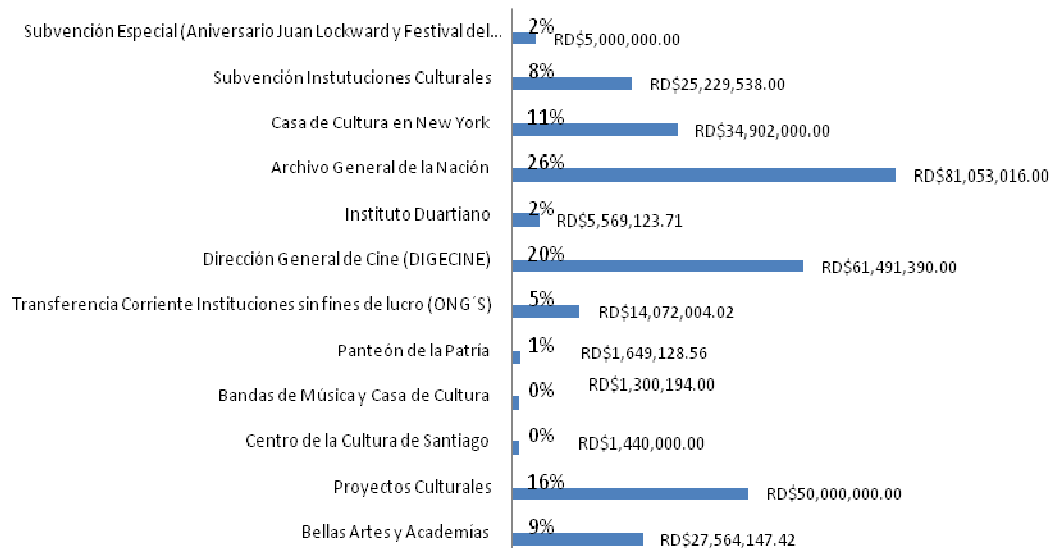 Subvención Especial (Aniversario Juan Lockward y Festival del... 2% RD$5,000,000.00
Subvención Instutuciones Culturales 8% RD$25,229,538.00
Casa de Cultura en New York 11% RD$34,902,000.00
Archivo General de la Nación 26% RD$81,053,016.00
Instituto Duartiano 2% RD$5,569,123.71
Dirección General de Cine (DIGECINE) 20% RD$61,491,390.00
Transferencia Corriente Instituciones sin fines de lucro (ONG´S) 5% RD$14,072,004.02
Panteón de la Patría 1% RD$1,649,128.56
Bandas de Música y Casa de Cultura 0% RD$1,300,194.00
Centro de la Cultura de Santiago 0% RD$1,440,000.00
Proyectos Culturales 16% RD$50,000,000.00
Bellas Artes y Academías 9% RD$27,564,147.42